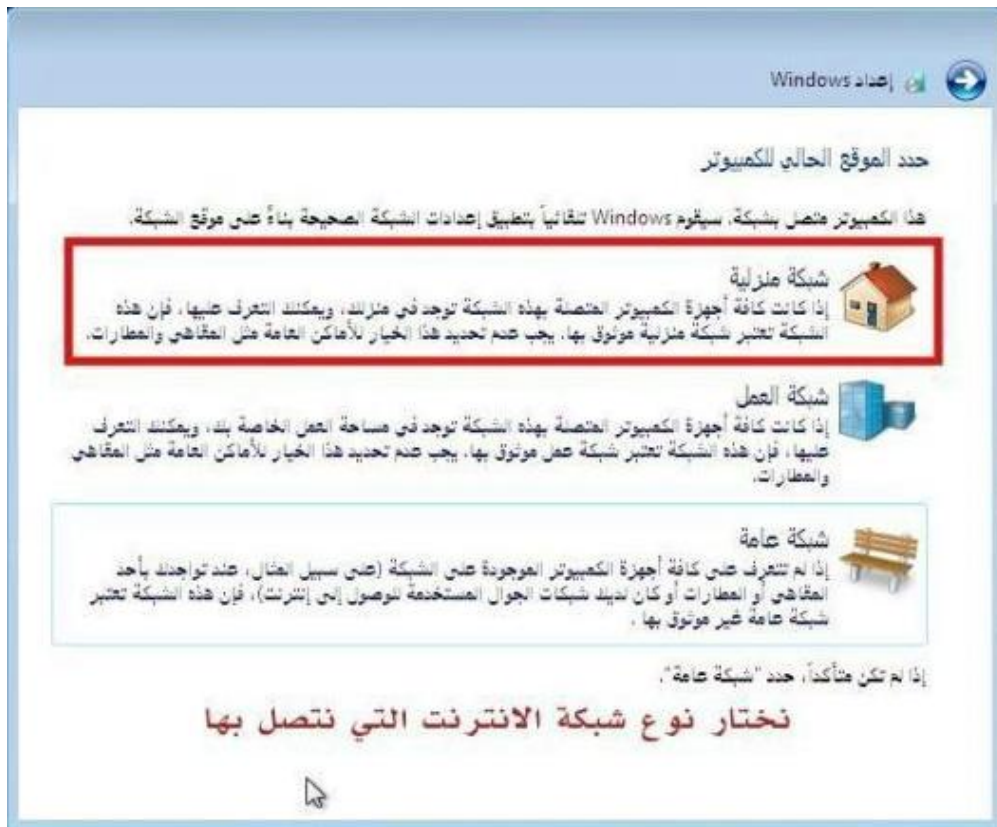 إعداد Windows
حدد الموقع الحالي للكمبيوتر
هذا الكمبيوتر متصل بشبكة. سيقوم Windows تلقائياً بتطبيق إعدادات الشبكة الصحيحة بناءً على موقع الشبكة.
شبكة منزلية
إذا كانت كافة أجهزة الكمبيوتر المتصلة بهذه الشبكة توجد في منزلك، ويمكنك التعرف عليها، فإن هذه
الشبكة تعتبر شبكة منزلية موثوق بها. يجب عدم تحديد هذا الخيار للأماكن العامة مثل المقاهي والمطارات.
شبكة العمل
إذا كانت كافة أجهزة الكمبيوتر المتصلة بهذه الشبكة توجد في مساحة العمل الخاصة بك، ويمكنك التعرف
عليها، فإن هذه الشبكة تعتبر شبكة عمل موثوق بها. يجب عدم تحديد هذا الخيار للأماكن العامة مثل المقاهي
والمطارات.
شبكة عامة
إذا لم تتعرف على كافة أجهزة الكمبيوتر الموجودة على الشبكة (على سبيل المثال، عند تواجدك بأحد
المقاهي أو المطارات أو كان لديك شبكات الجوال المستخدمة للوصول إلى إنترنت)، فإن هذه الشبكة تعتبر
شبكة عامة غير موثوق بها .
إذا لم تكن متأكداً، حدد "شبكة عامة".
نختار نوع شبكة الانترنت التي نتصل بها